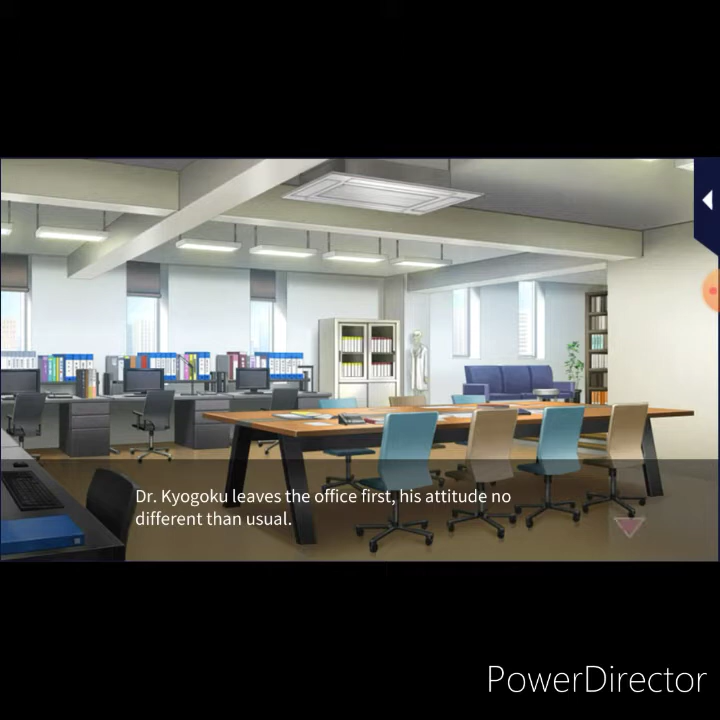 Dr. Kyogoku leaves the office first, his attitude no
different than usual.
PowerDirector